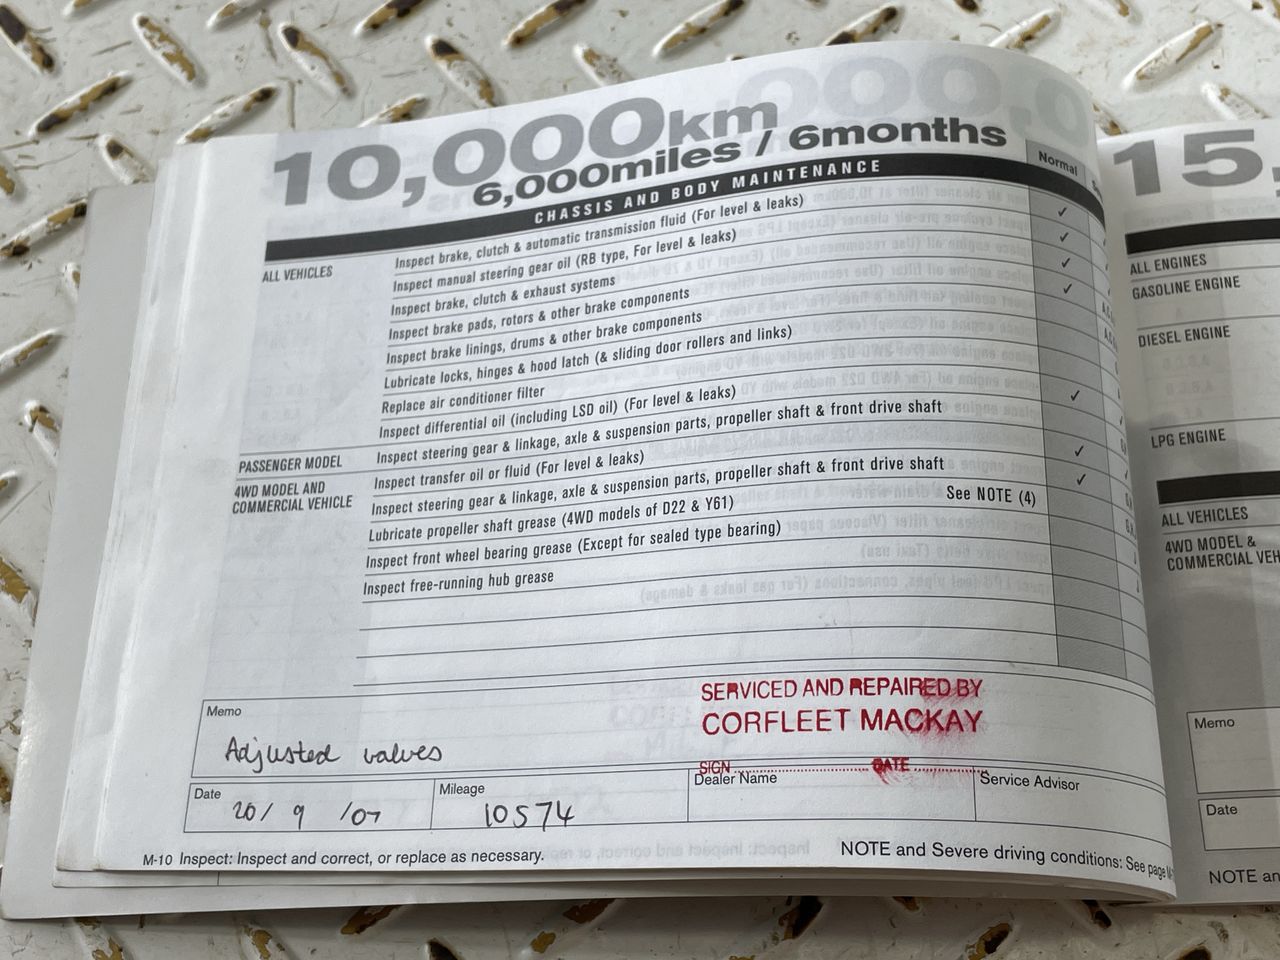 10,000km
6,000miles / 6months
CHASSIS AND BODY MAINTENANCE
Normal
ALL VEHICLES
Inspect brake, clutch & automatic transmission fluid (For level & leaks) ✓
Inspect manual steering gear oil (RB type, For level & leaks) ✓
Inspect brake, clutch & exhaust systems ✓
Inspect brake pads, rotors & other brake components ✓
Inspect brake linings, drums & other brake components
Lubricate locks, hinges & hood latch (& sliding door rollers and links)
Replace air conditioner filter
Inspect differential oil (including LSD oil) (For level & leaks) ✓
PASSENGER MODEL
Inspect steering gear & linkage, axle & suspension parts, propeller shaft & front drive shaft
4WD MODEL AND
COMMERCIAL VEHICLE
Inspect transfer oil or fluid (For level & leaks) ✓
Inspect steering gear & linkage, axle & suspension parts, propeller shaft & front drive shaft ✓
Lubricate propeller shaft grease (4WD models of D22 & Y61) See NOTE (4)
Inspect front wheel bearing grease (Except for sealed type bearing)
Inspect free-running hub grease
Memo
Adjusted valves
SERVICED AND REPAIRED BY
CORFLEET MACKAY
SIGN DATE
Date
20/ 9 /07
Mileage
10574
Dealer Name
Service Advisor
M-10 Inspect: Inspect and correct, or replace as necessary.
NOTE and Severe driving conditions: See page
15,
ALL ENGINES
GASOLINE ENGINE
DIESEL ENGINE
LPG ENGINE
ALL VEHICLES
4WD MODEL &
COMMERCIAL VEH
Memo
Date
NOTE an